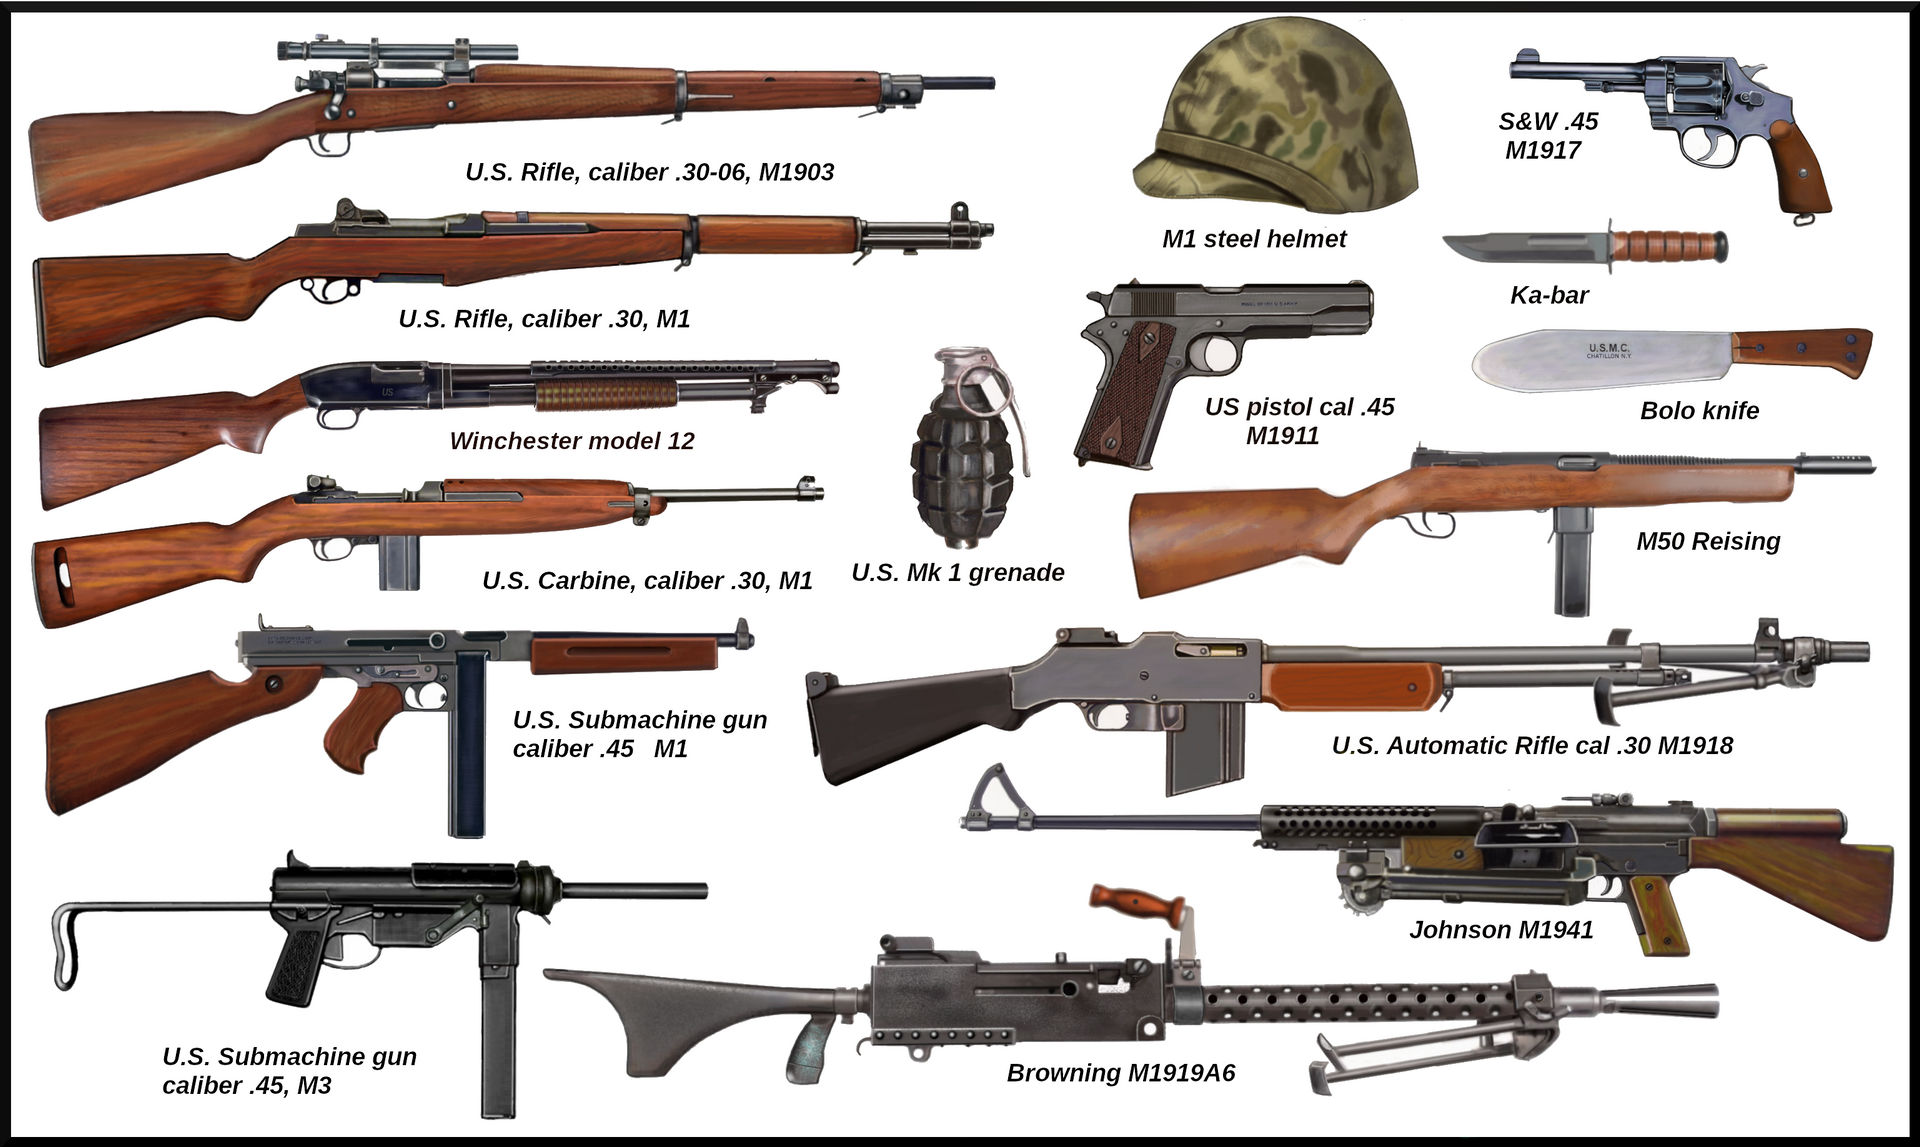 U.S. Rifle, caliber .30-06, M1903
U.S. Rifle, caliber .30, M1
US
Winchester model 12
U.S. Carbine, caliber .30, M1
U.S. Submachine gun
caliber .45 M1
U.S. Submachine gun
caliber .45, M3
M1 steel helmet
S&W .45
M1917
Ka-bar
US pistol cal .45
M1911
U.S.M.C.
CHATILLON N.Y.
Bolo knife
U.S. Mk 1 grenade
M50 Reising
U.S. Automatic Rifle cal .30 M1918
Johnson M1941
Browning M1919A6